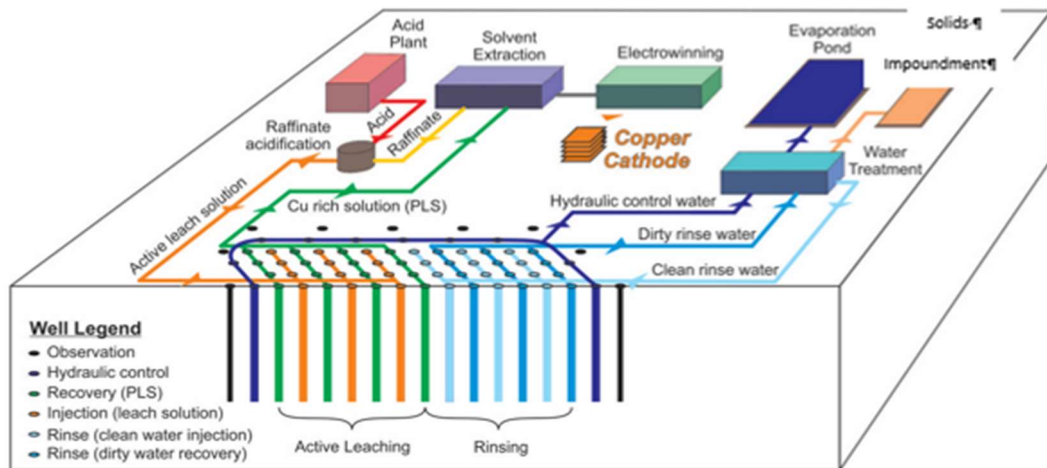 Solids·¶
Impoundment¶
Acid
Plant
Solvent
Extraction
Electrowinning
Evaporation
Pond
Raffinate
acidification
Acid
Raffinate
Copper
Cathode
Water
Treatment
Active leach solution
Cu rich solution (PLS)
Hydraulic control water
Dirty rinse water
Clean rinse water
Well Legend
Observation
Hydraulic control
Recovery (PLS)
Injection (leach solution)
Rinse (clean water injection)
Rinse (dirty water recovery)
Active Leaching
Rinsing